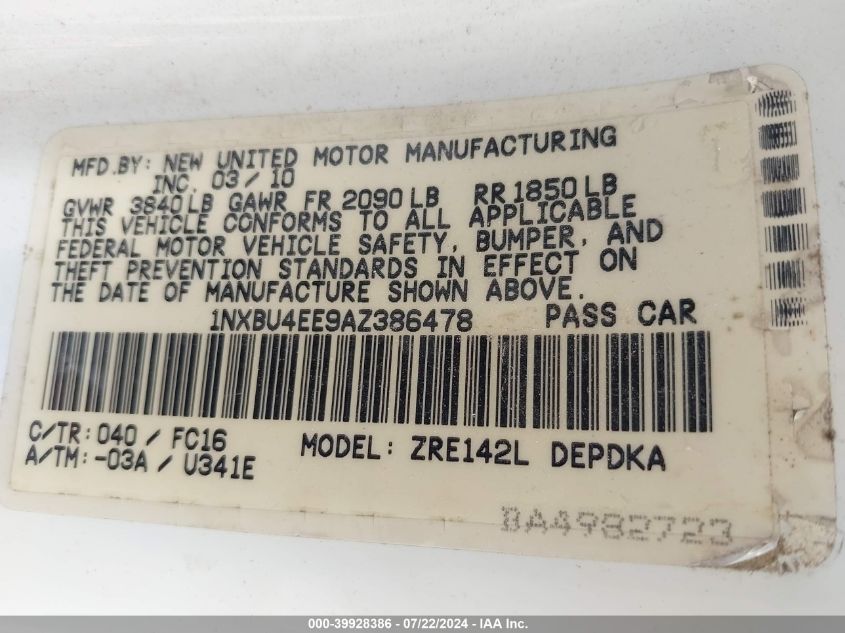 MFD.BY: NEW UNITED MOTOR MANUFACTURING
INC. 03/10
GVWR 3840LB GAWR FR 2090LB RR1850LB
THIS VEHICLE CONFORMS TO ALL APPLICABLE
FEDERAL MOTOR VEHICLE SAFETY, BUMPER, AND
THEFT PREVENTION STANDARDS IN EFFECT ON
THE DATE OF MANUFACTURE SHOWN ABOVE.
1NXBU4EE9AZ386478 PASS CAR
C/TR: 040 / FC16 MODEL: ZRE142L DEPDKA
A/TM: -03A / U341E
BA4982723
000-39928386 / 07/22/2024 - IAA Inc.